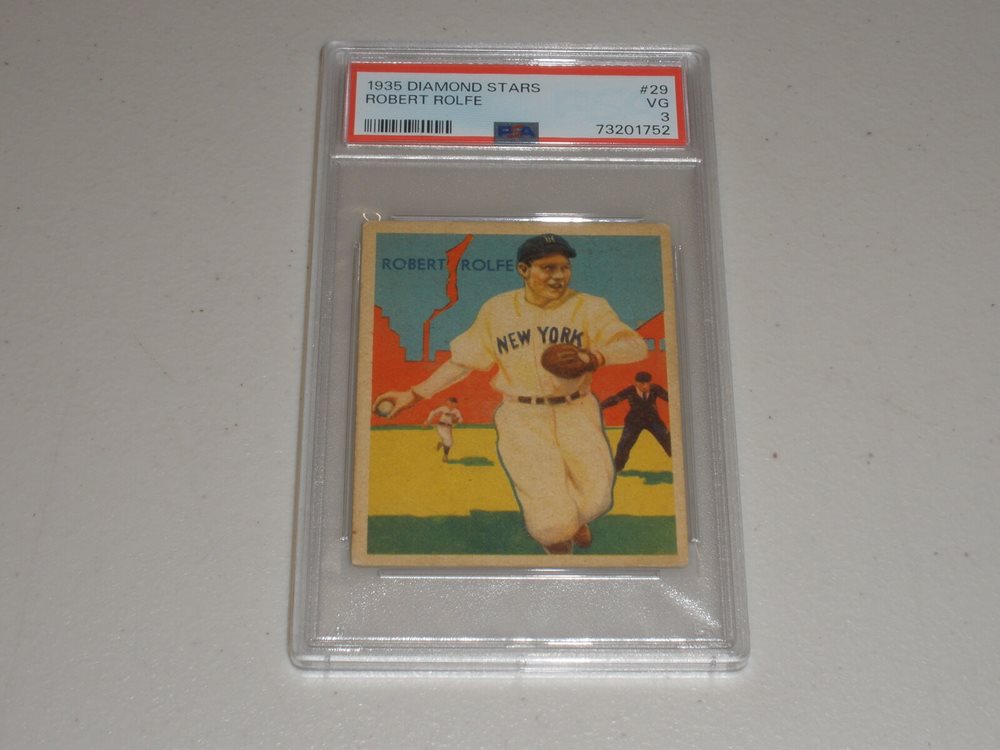 1935 DIAMOND STARS #29
ROBERT ROLFE VG
3
PSA 73201752
ROBERT ROLFE
NEW YORK